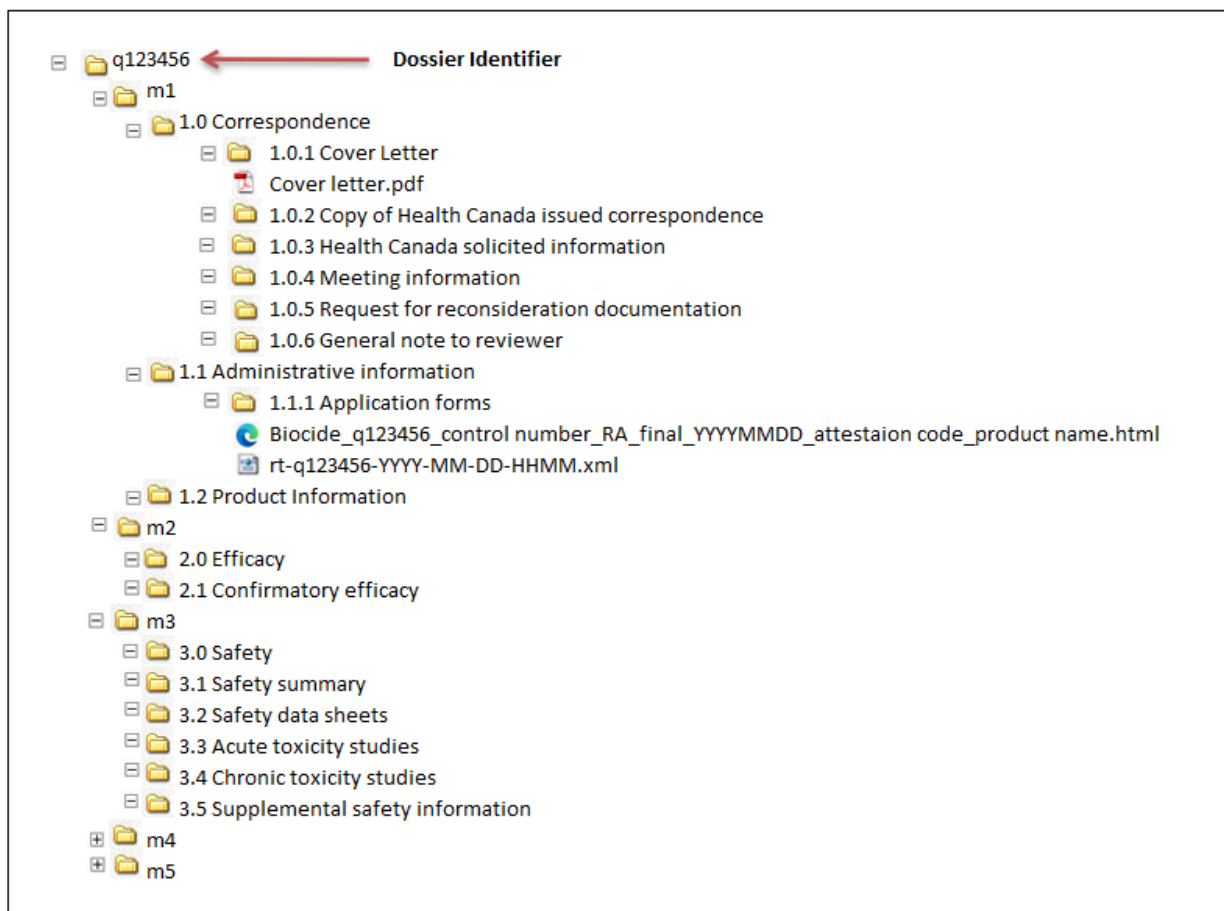 q123456 Dossier Identifier
m1
1.0 Correspondence
1.0.1 Cover Letter
Cover letter.pdf
1.0.2 Copy of Health Canada issued correspondence
1.0.3 Health Canada solicited information
1.0.4 Meeting information
1.0.5 Request for reconsideration documentation
1.0.6 General note to reviewer
1.1 Administrative information
1.1.1 Application forms
Biocide_q123456_control number_RA_final_YYYYMMDD_attestaion code_product name.html
rt-q123456-YYYY-MM-DD-HHMM.xml
1.2 Product Information
m2
2.0 Efficacy
2.1 Confirmatory efficacy
m3
3.0 Safety
3.1 Safety summary
3.2 Safety data sheets
3.3 Acute toxicity studies
3.4 Chronic toxicity studies
3.5 Supplemental safety information
m4
m5